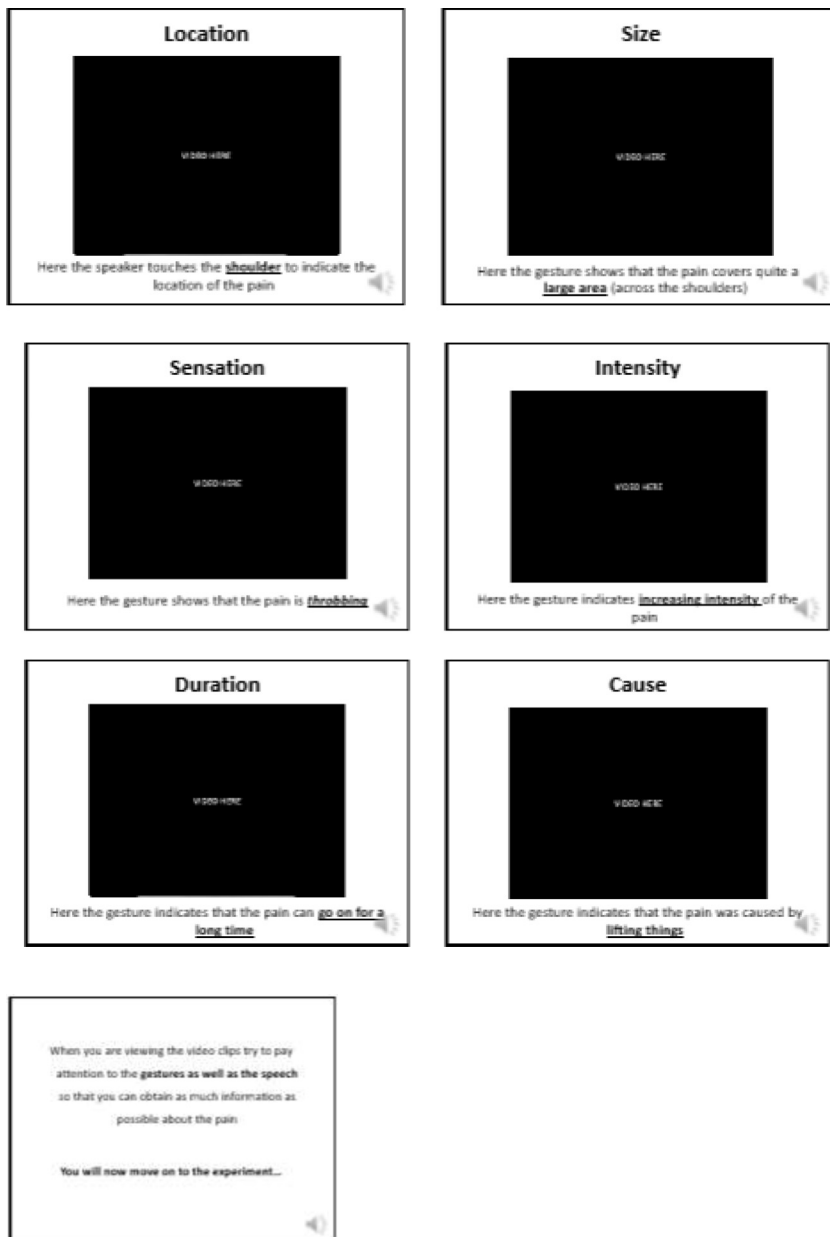 Location
VIDEO HERE
Here the speaker touches the shoulder to indicate the
location of the pain
Size
VIDEO HERE
Here the gesture shows that the pain covers quite a
large area (across the shoulders)
Sensation
VIDEO HERE
Here the gesture shows that the pain is throbbing
Intensity
VIDEO HERE
Here the gesture indicates increasing intensity of the
pain
Duration
VIDEO HERE
Here the gesture indicates that the pain can go on for a
long time
Cause
VIDEO HERE
Here the gesture indicates that the pain was caused by
lifting things
When you are viewing the video clips try to pay
attention to the gestures as well as the speech
so that you can obtain as much information as
possible about the pain
You will now move on to the experiment...